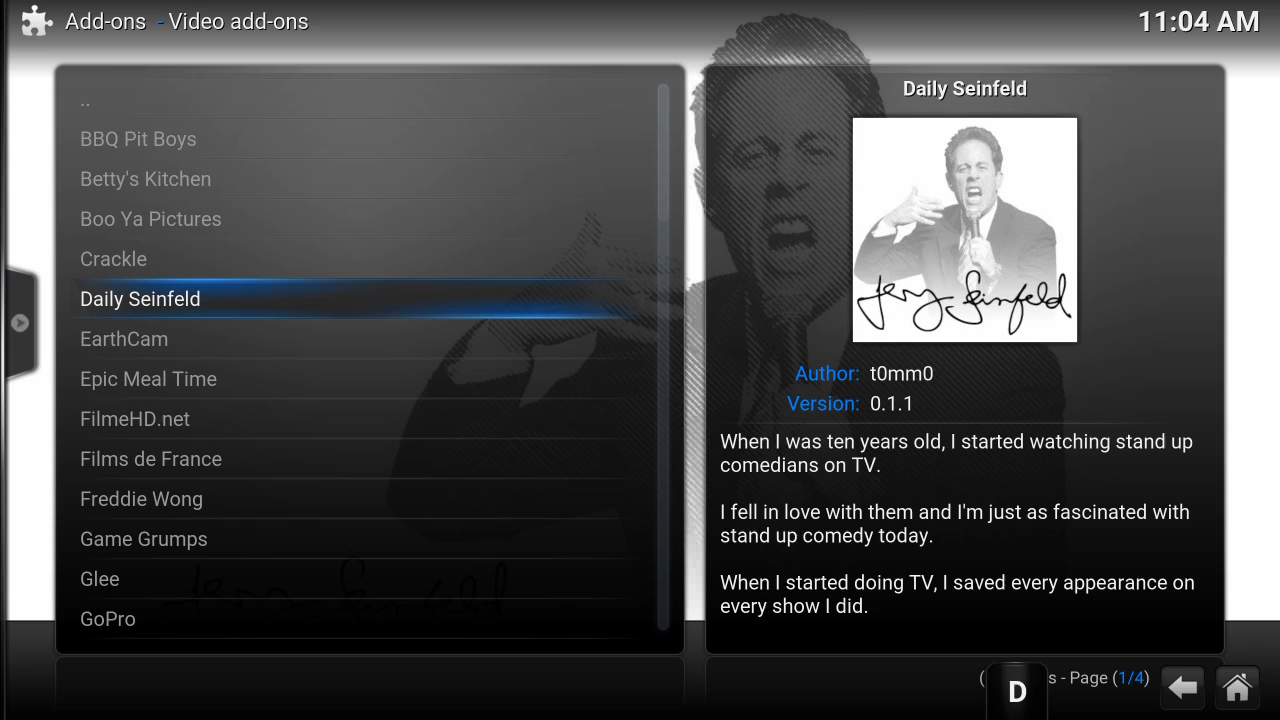 Add-ons - Video add-ons
11:04 AM
..
BBQ Pit Boys
Betty's Kitchen
Boo Ya Pictures
Crackle
Daily Seinfeld
EarthCam
Epic Meal Time
FilmeHD.net
Films de France
Freddie Wong
Game Grumps
Glee
GoPro
Daily Seinfeld
Jerry Seinfeld
Author: t0mm0
Version: 0.1.1
When I was ten years old, I started watching stand up
comedians on TV.
I fell in love with them and I'm just as fascinated with
stand up comedy today.
When I started doing TV, I saved every appearance on
every show I did.
( s - Page (1/4)
D